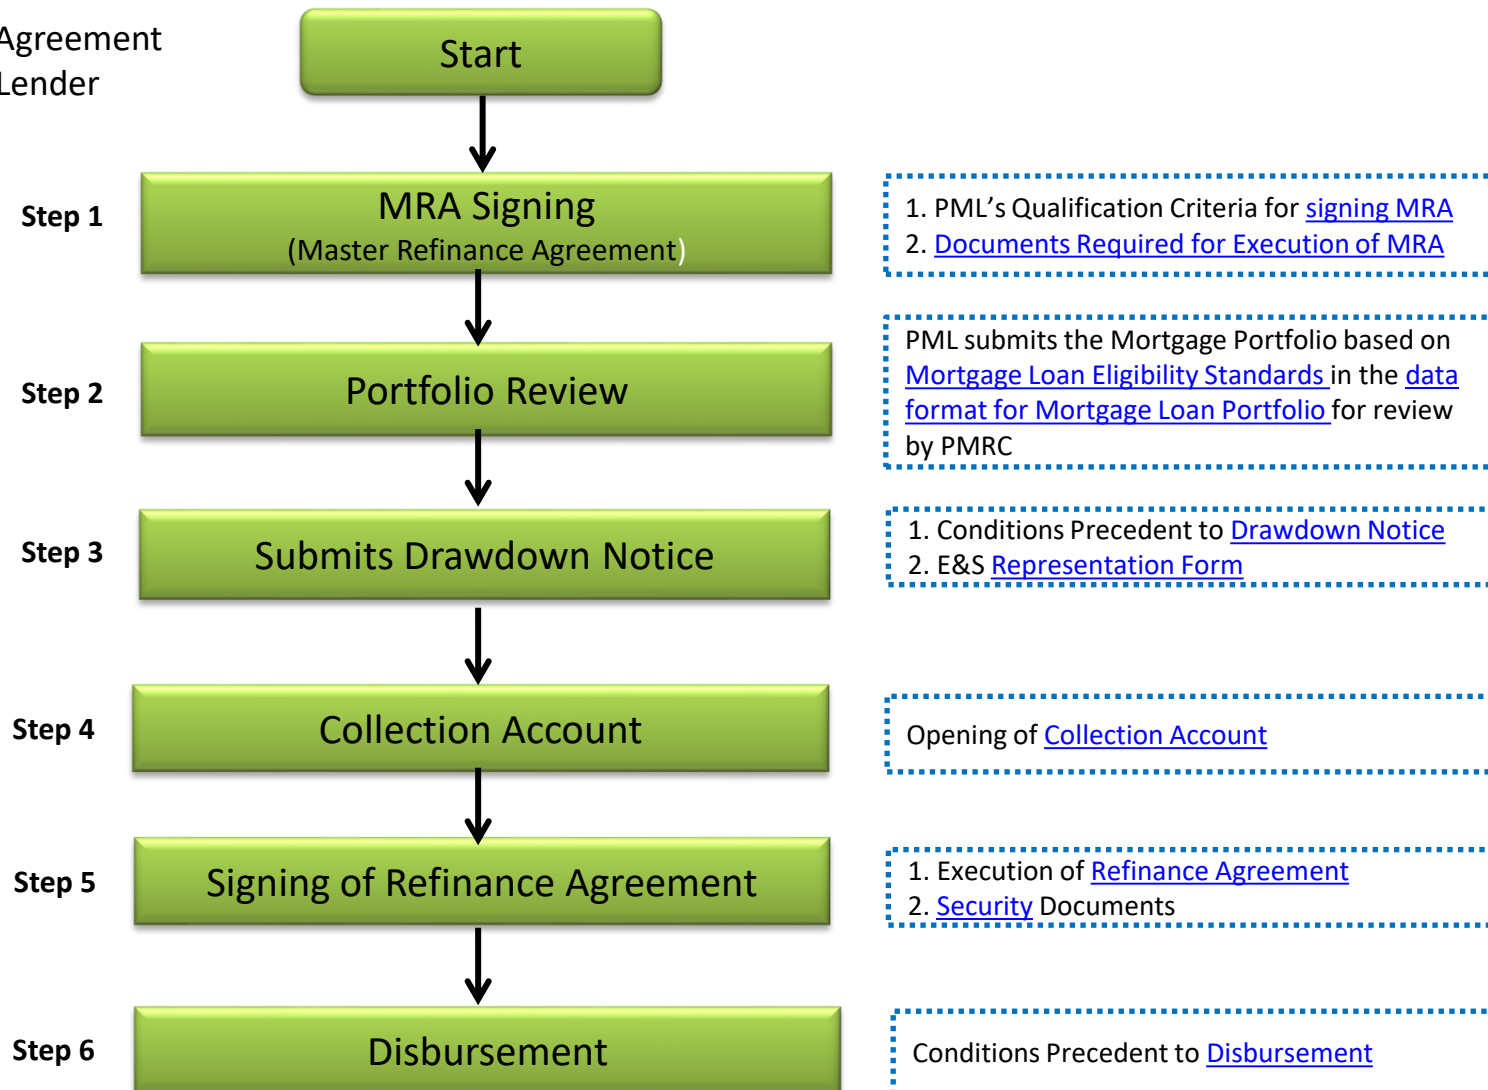 Agreement
Lender
Start
Step 1
MRA Signing
(Master Refinance Agreement)
1. PML’s Qualification Criteria for signing MRA
2. Documents Required for Execution of MRA
Step 2
Portfolio Review
PML submits the Mortgage Portfolio based on
Mortgage Loan Eligibility Standards in the data
format for Mortgage Loan Portfolio for review
by PMRC
Step 3
Submits Drawdown Notice
1. Conditions Precedent to Drawdown Notice
2. E&S Representation Form
Step 4
Collection Account
Opening of Collection Account
Step 5
Signing of Refinance Agreement
1. Execution of Refinance Agreement
2. Security Documents
Step 6
Disbursement
Conditions Precedent to Disbursement